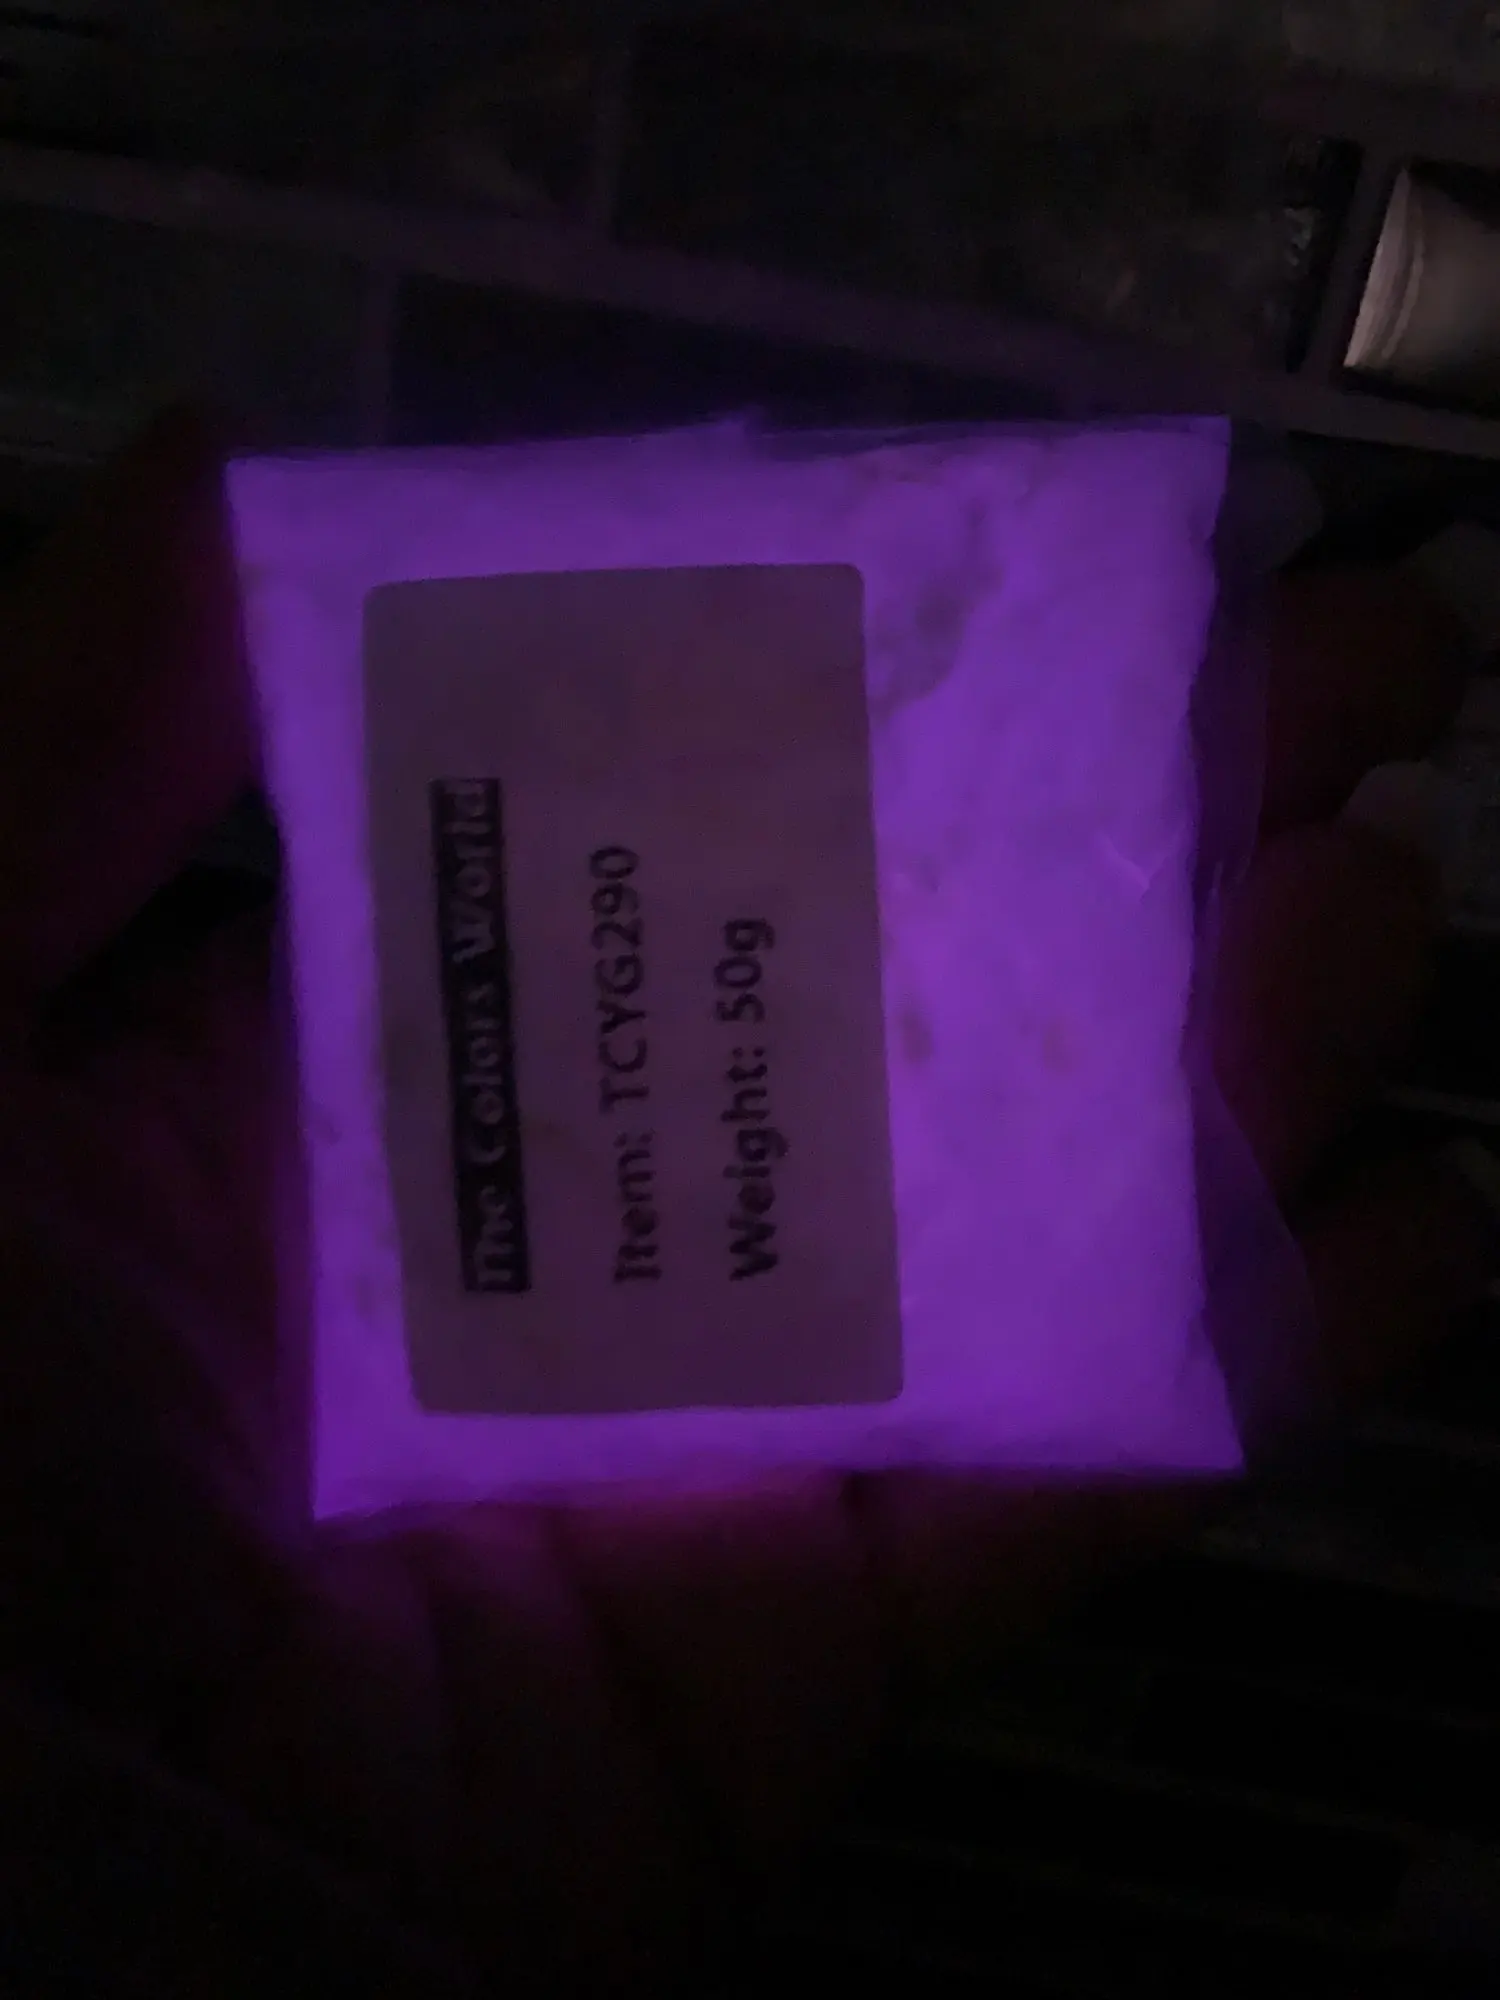 The Colors World
Item: TCYG290
Weight: 50g